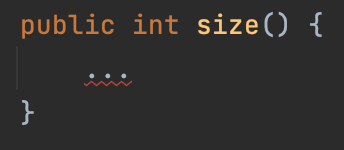 public int size() {
...
}